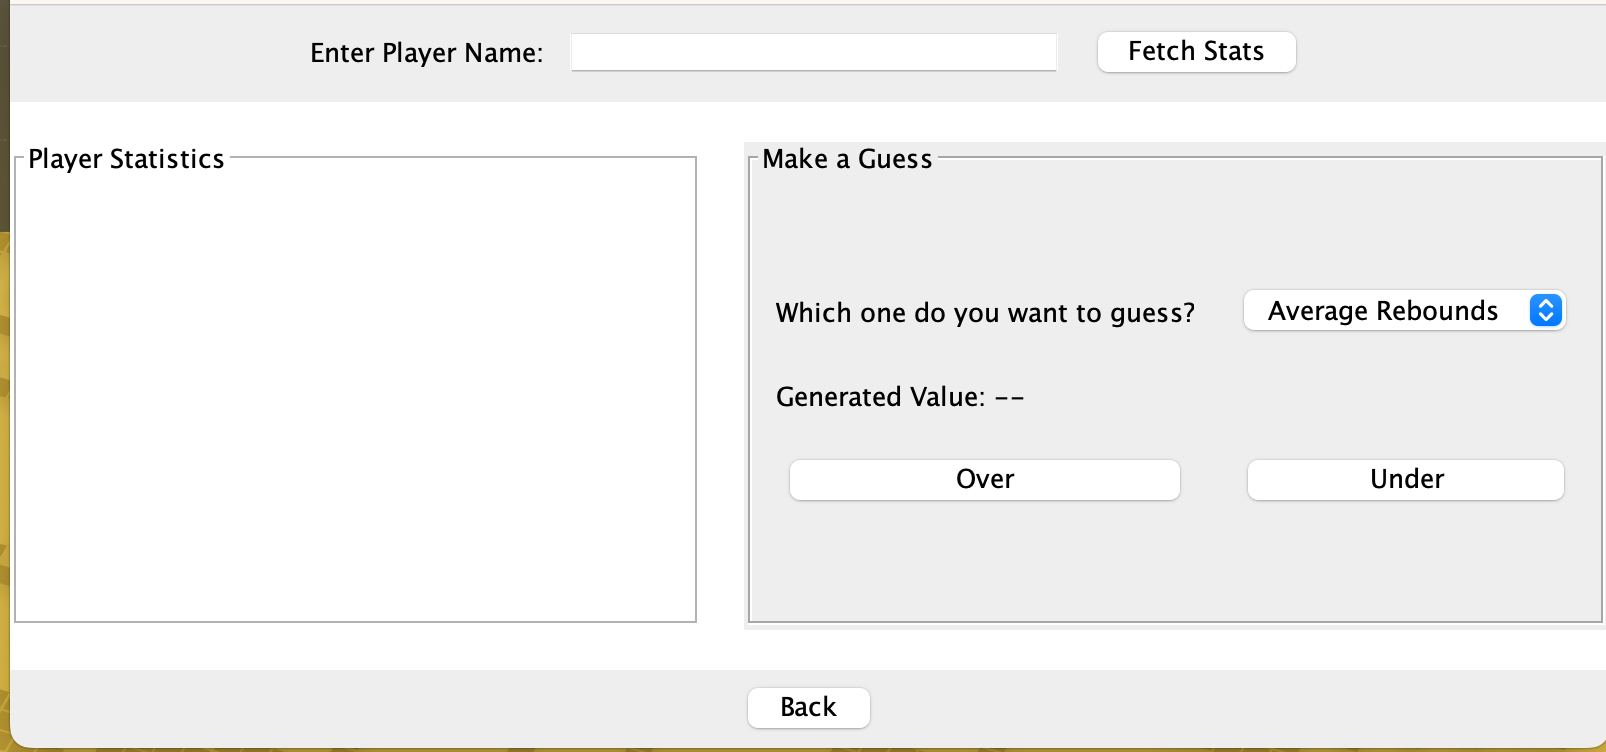 Enter Player Name: Fetch Stats
Player Statistics
Make a Guess
Which one do you want to guess? Average Rebounds
Generated Value: --
Over Under
Back